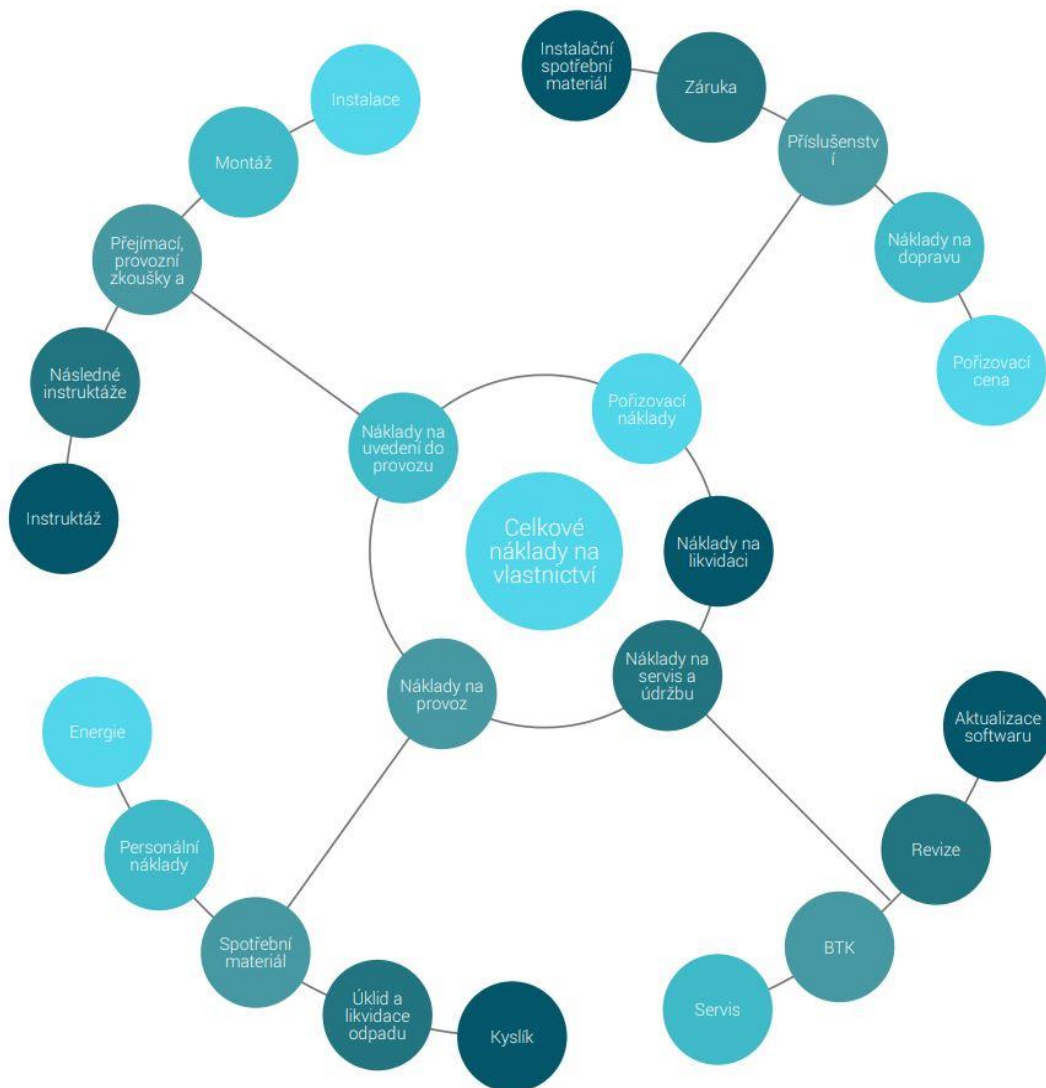 Instalační
spotřební
materiál
Záruka
Instalace
Příslušenstv
í
Montáž
Přejímací,
provozní
zkoušky a
Náklady na
dopravu
Následné
instruktáže
Pořizovací
cena
Pořizovací
náklady
Náklady na
uvedení do
provozu
Instruktáž
Celkové
náklady na
vlastnictví
Náklady na
likvidaci
Náklady na
servis a
údržbu
Náklady na
provoz
Energie
Aktualizace
softwaru
Personální
náklady
Revize
Spotřební
materiál
BTK
Úklid a
likvidace
odpadu
Servis
Kyslík